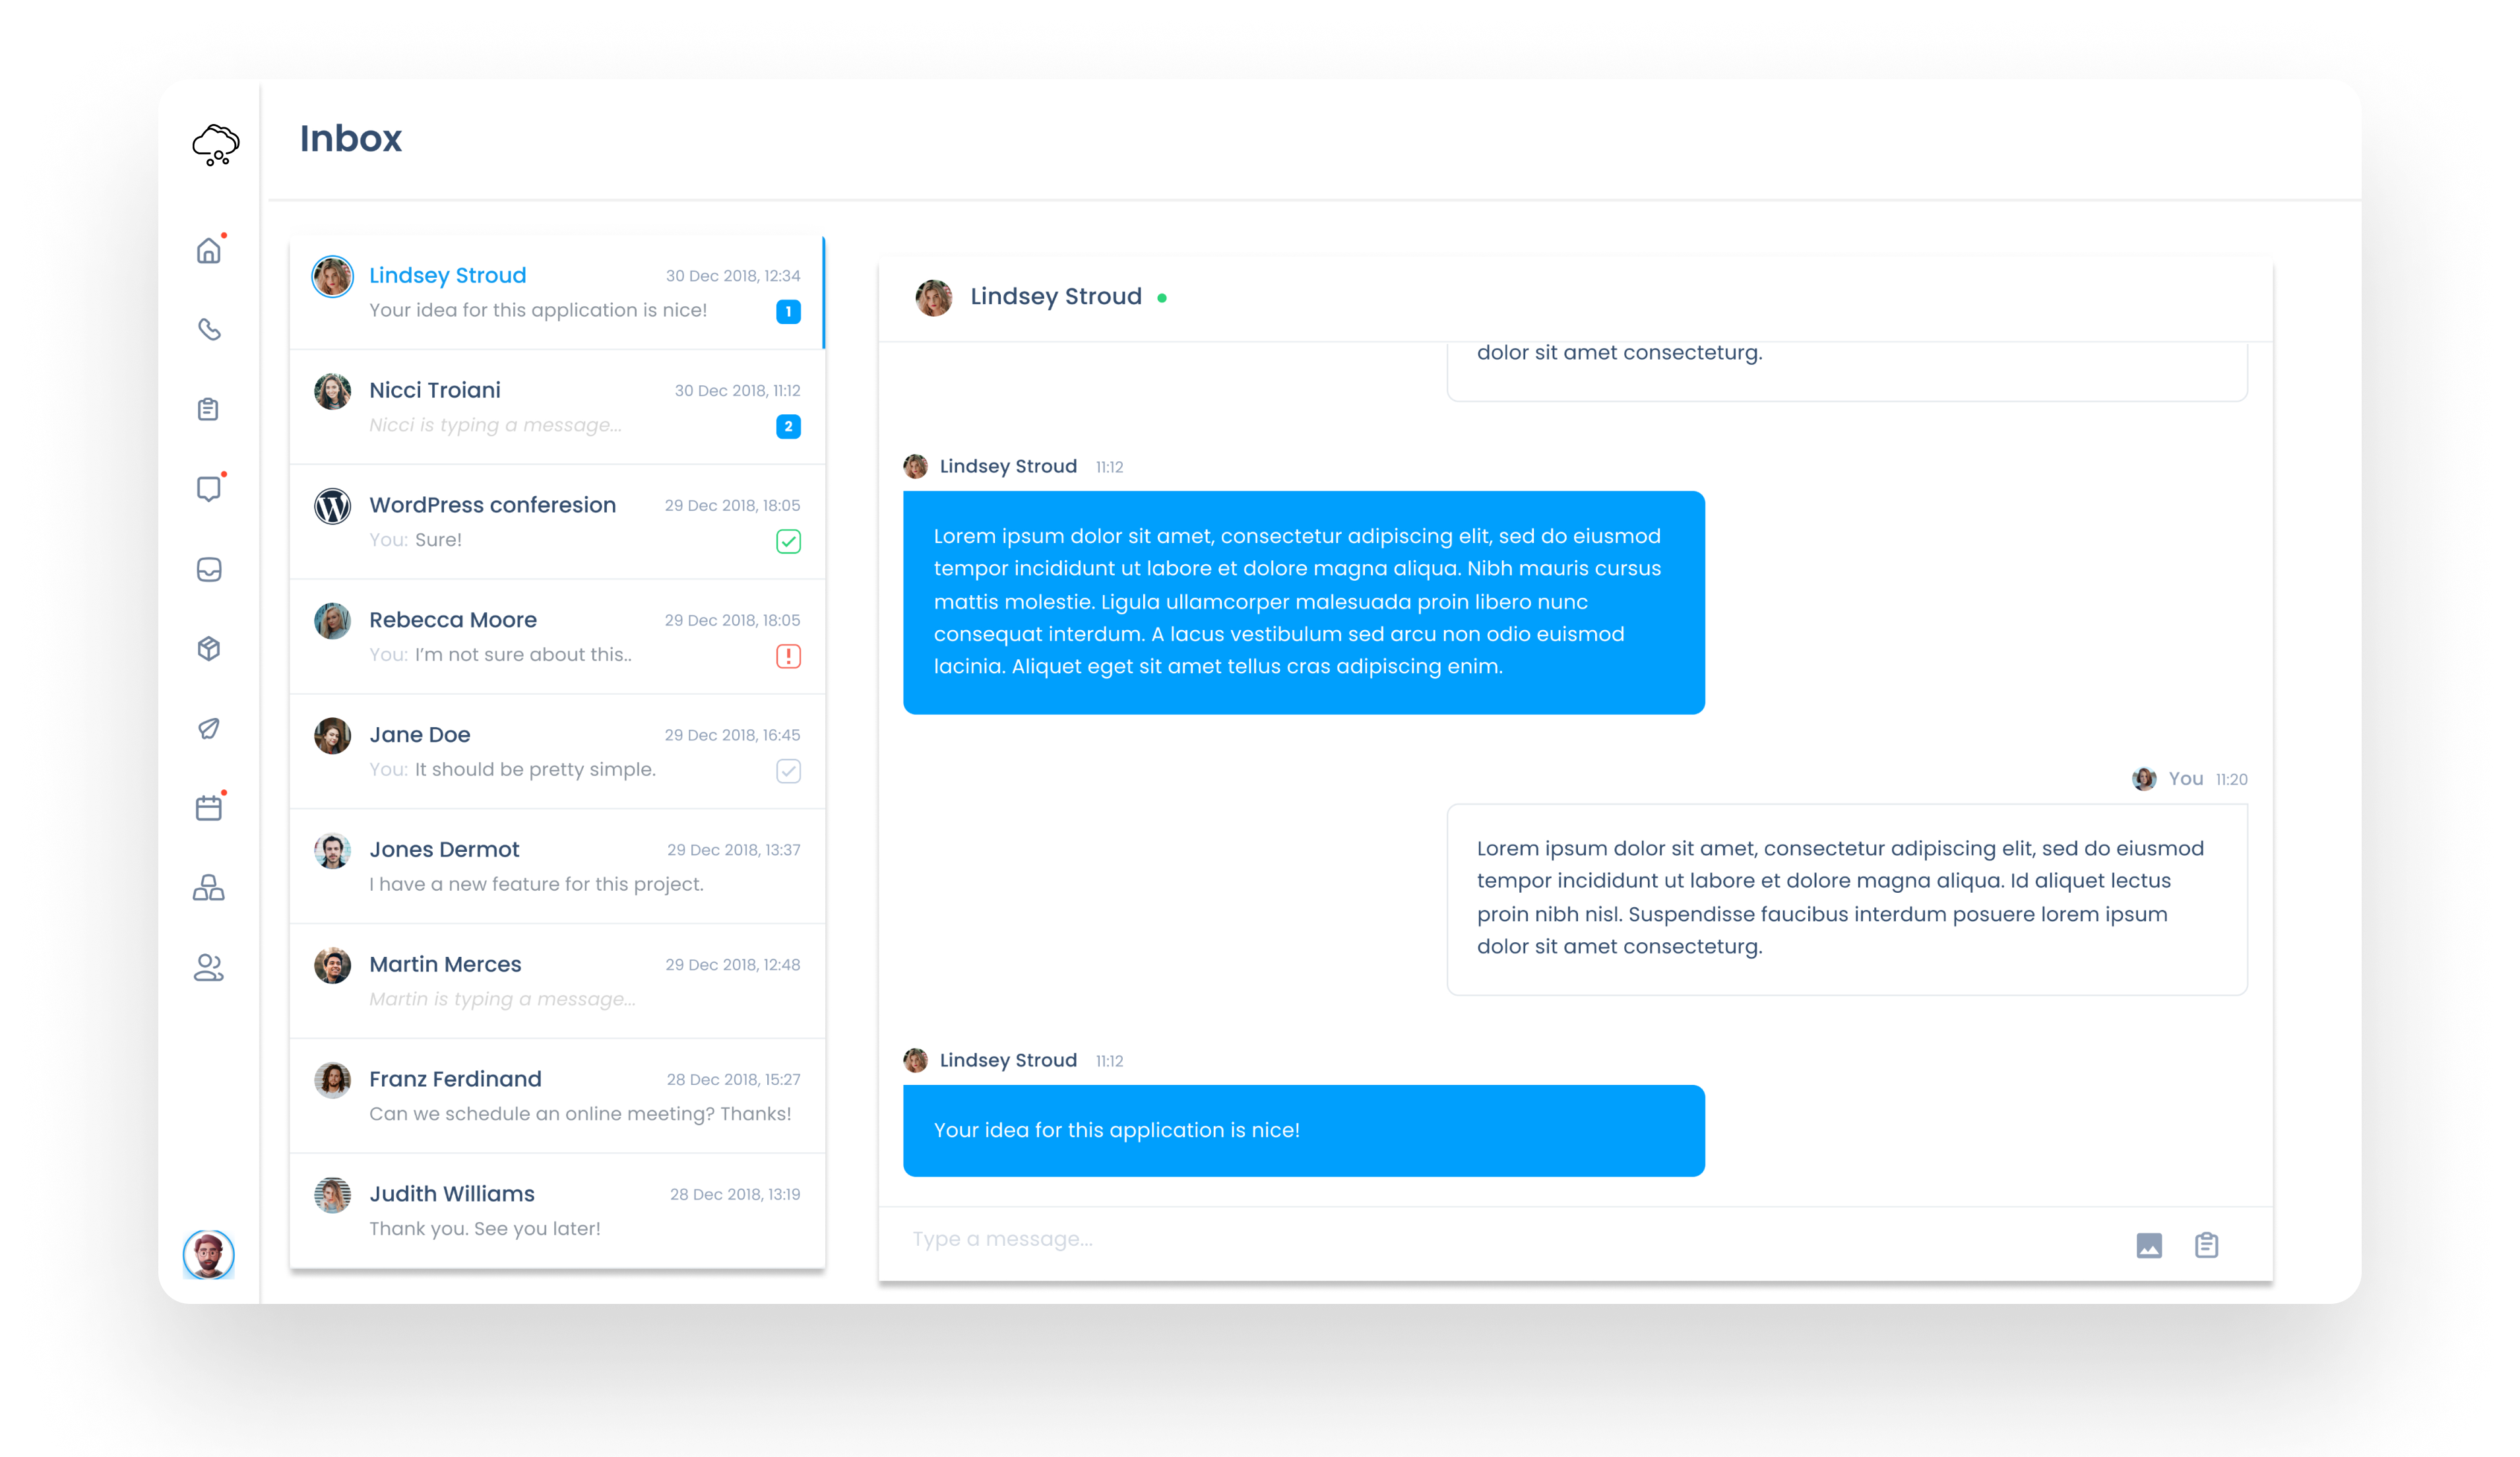 Inbox
Lindsey Stroud
30 Dec 2018, 12:34
Your idea for this application is nice!
1
Nicci Troiani
30 Dec 2018, 11:12
Nicci is typing a message...
2
WordPress conferesion
29 Dec 2018, 18:05
You: Sure!
Rebecca Moore
29 Dec 2018, 18:05
You: I'm not sure about this..
Jane Doe
29 Dec 2018, 16:45
You: It should be pretty simple.
Jones Dermot
29 Dec 2018, 13:37
I have a new feature for this project.
Martin Merces
29 Dec 2018, 12:48
Martin is typing a message...
Franz Ferdinand
28 Dec 2018, 15:27
Can we schedule an online meeting? Thanks!
Judith Williams
28 Dec 2018, 13:19
Thank you. See you later!
Lindsey Stroud
dolor sit amet consecteturg.
Lindsey Stroud 11:12
Lorem ipsum dolor sit amet, consectetur adipiscing elit, sed do eiusmod
tempor incididunt ut labore et dolore magna aliqua. Nibh mauris cursus
mattis molestie. Ligula ullamcorper malesuada proin libero nunc
consequat interdum. A lacus vestibulum sed arcu non odio euismod
lacinia. Aliquet eget sit amet tellus cras adipiscing enim.
You 11:20
Lorem ipsum dolor sit amet, consectetur adipiscing elit, sed do eiusmod
tempor incididunt ut labore et dolore magna aliqua. Id aliquet lectus
proin nibh nisl. Suspendisse faucibus interdum posuere lorem ipsum
dolor sit amet consecteturg.
Lindsey Stroud 11:12
Your idea for this application is nice!
Type a message...